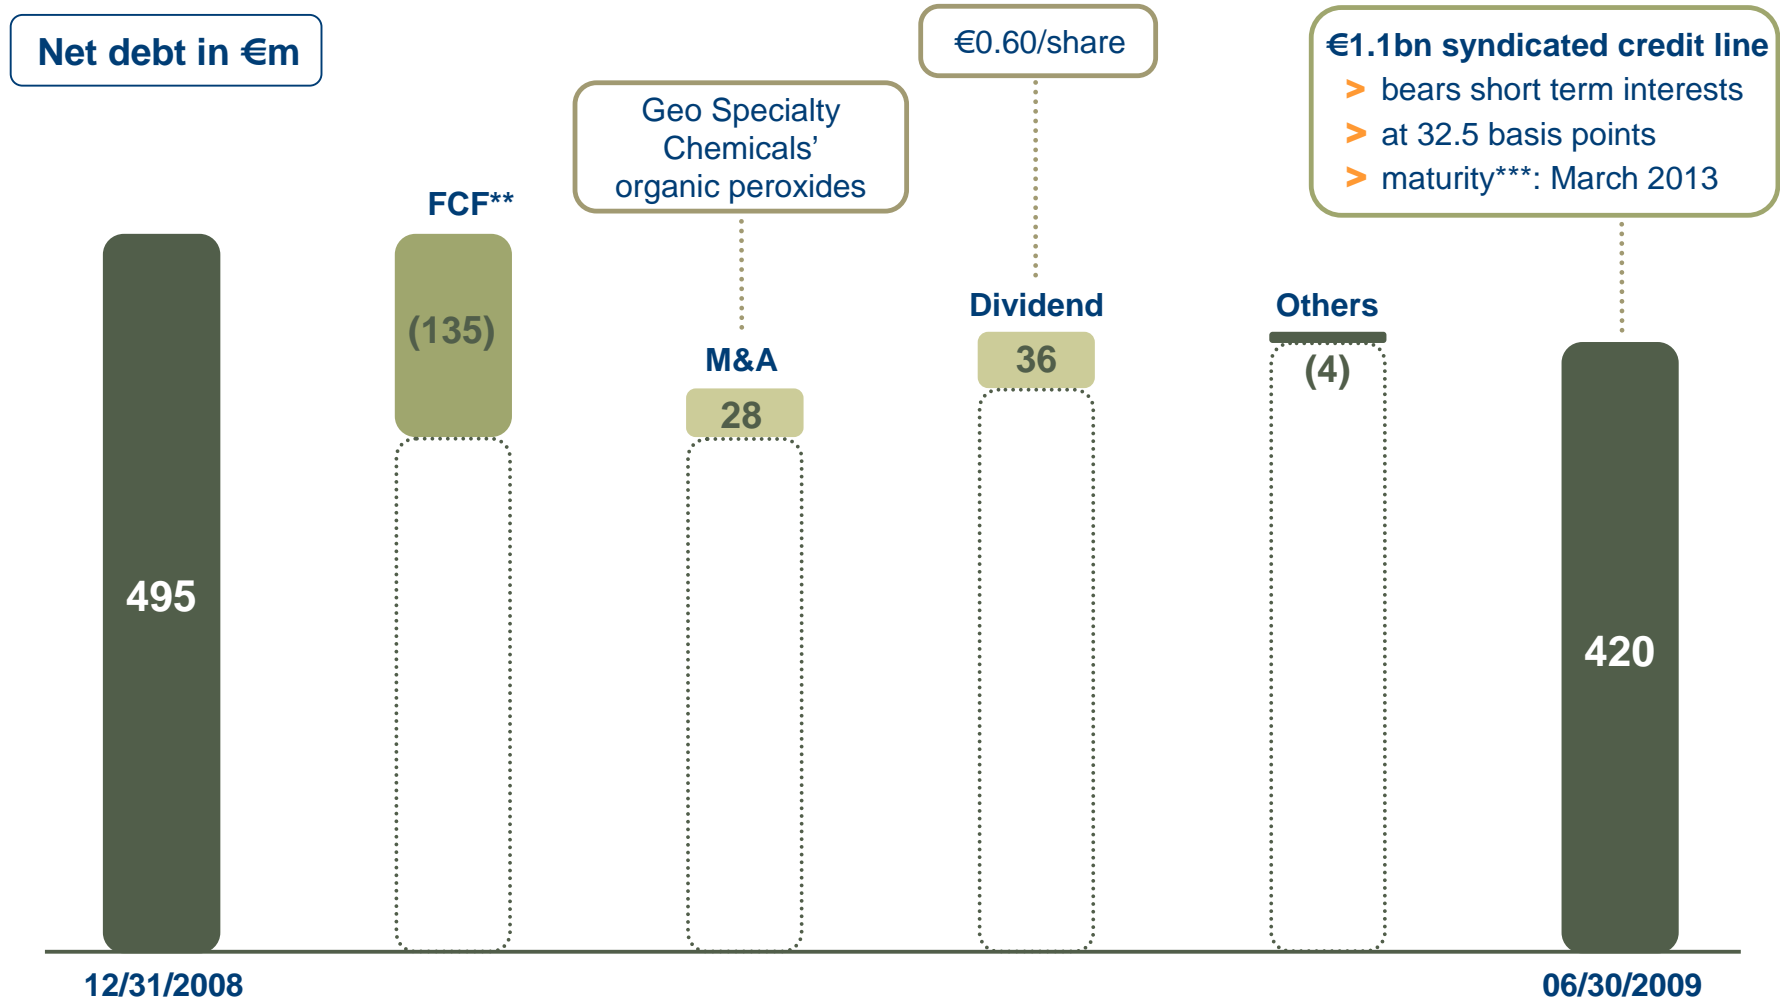 Net debt in €m
€0.60/share
€1.1bn syndicated credit line
> bears short term interests
> at 32.5 basis points
> maturity***: March 2013
Geo Specialty
Chemicals’
organic peroxides
FCF**
(135)
M&A
28
Dividend
36
Others
(4)
495
420
12/31/2008
06/30/2009